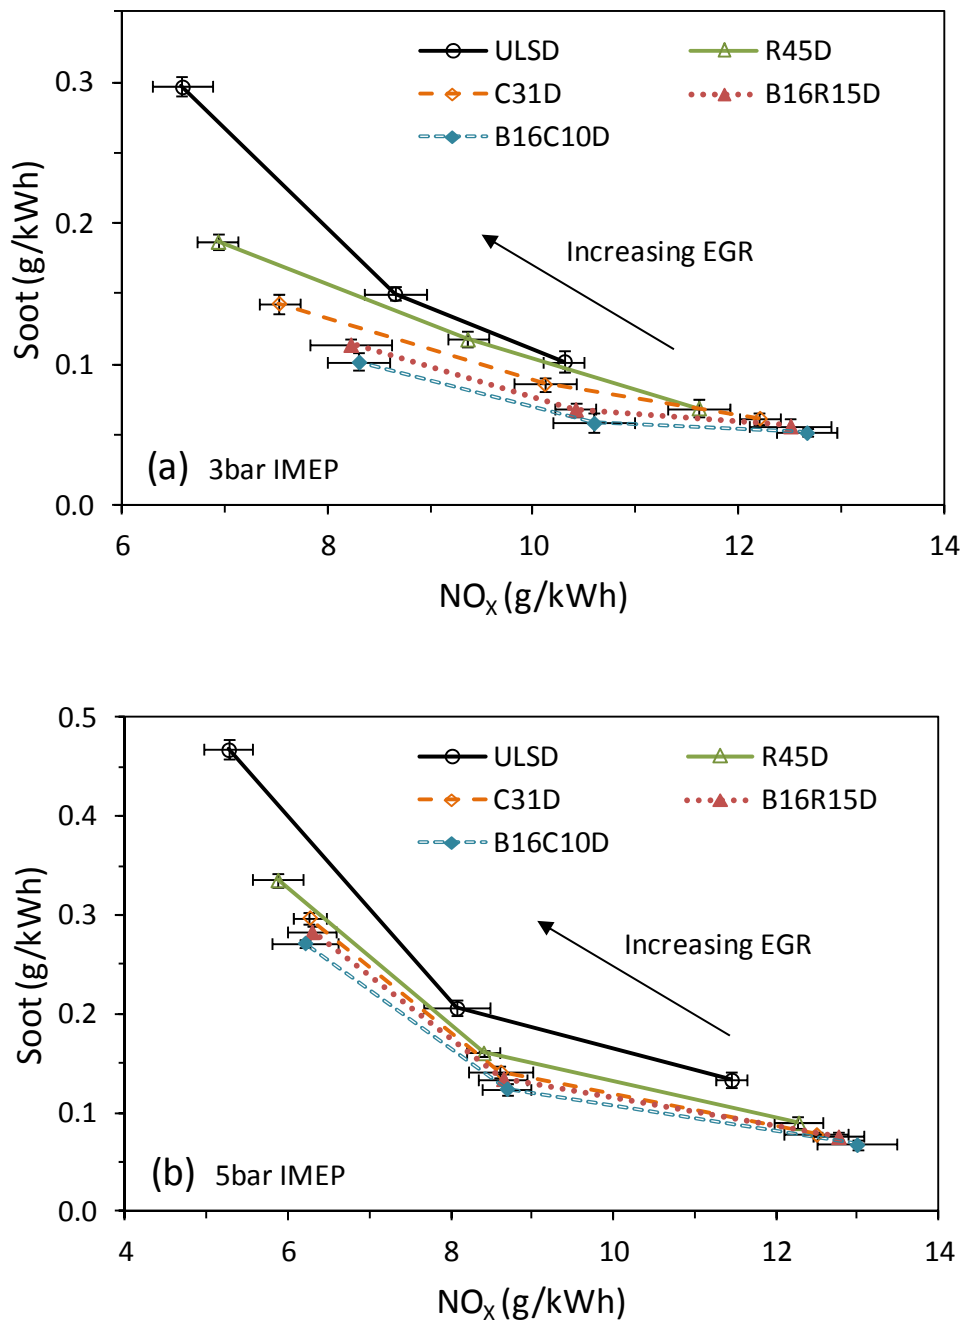 ULSD
R45D
C31D
B16R15D
B16C10D
0.3
0.2
0.1
0.0
Soot (g/kWh)
Increasing EGR
(a) 3bar IMEP
6 8 10 12 14
NOX (g/kWh)
0.5
0.4
0.3
0.2
0.1
0.0
Soot (g/kWh)
ULSD
R45D
C31D
B16R15D
B16C10D
Increasing EGR
(b) 5bar IMEP
4 6 8 10 12 14
NOX (g/kWh)